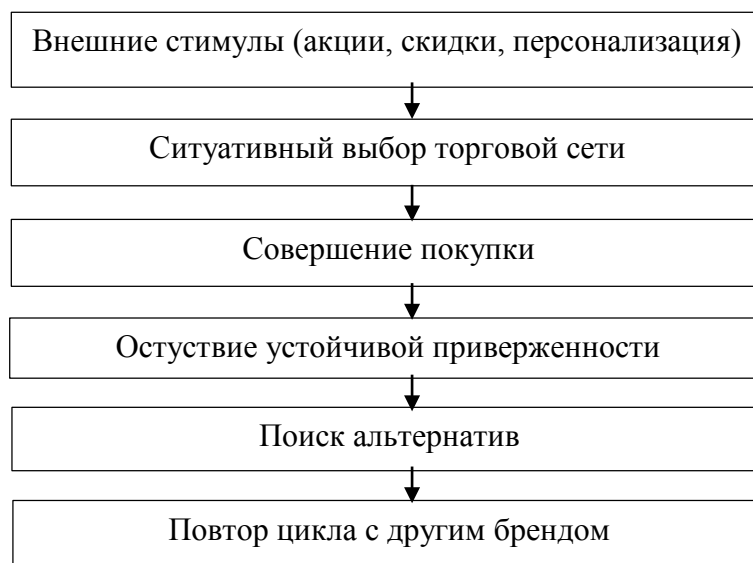 Внешние стимулы (акции, скидки, персонализация)
Ситуативный выбор торговой сети
Совершение покупки
Остуствие устойчивой приверженности
Поиск альтернатив
Повтор цикла с другим брендом